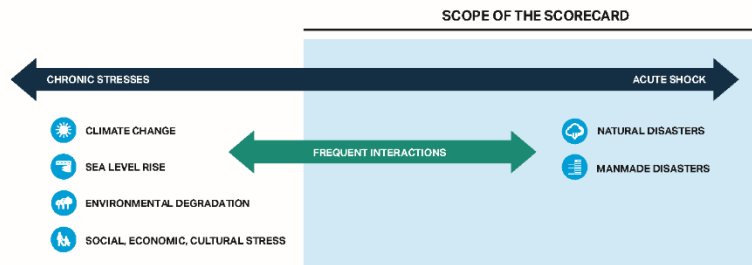 SCOPE OF THE SCORECARD
CHRONIC STRESSES
ACUTE SHOCK
CLIMATE CHANGE
SEA LEVEL RISE
ENVIRONMENTAL DEGRADATION
SOCIAL, ECONOMIC, CULTURAL STRESS
FREQUENT INTERACTIONS
NATURAL DISASTERS
MANMADE DISASTERS